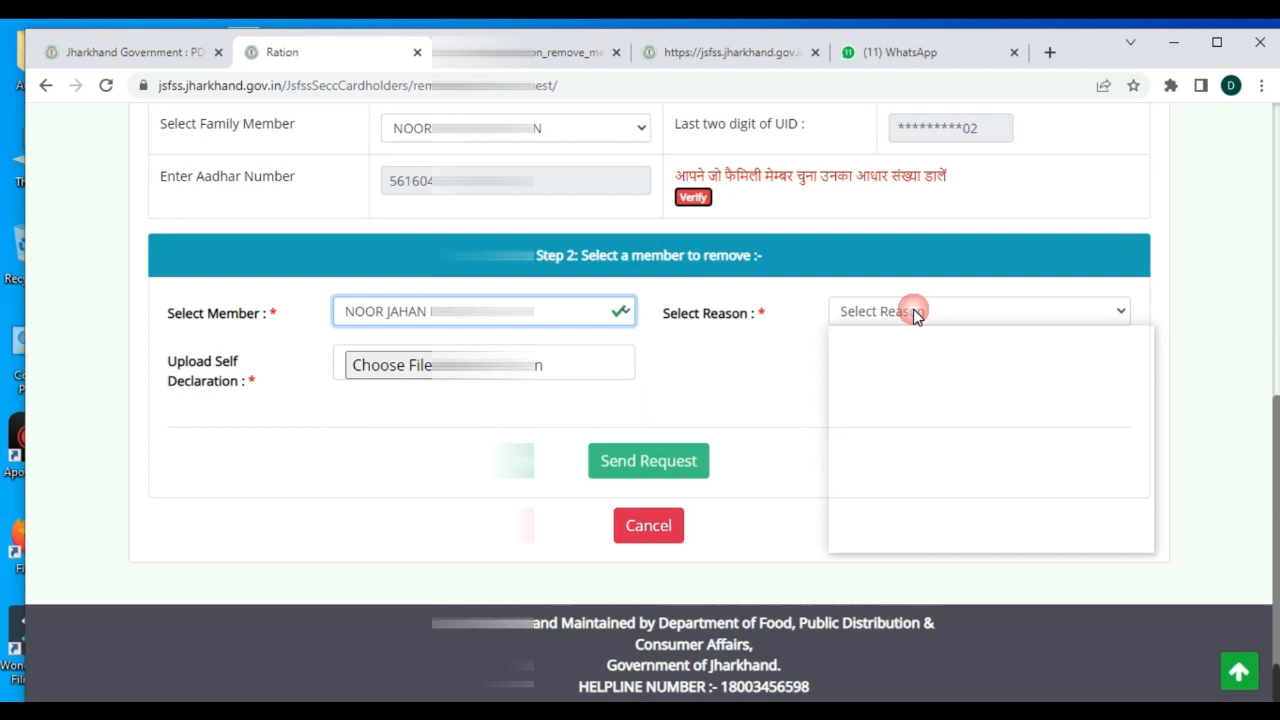 Jharkhand Government : PD
Ration
on_remove_me
https://jsfss.jharkhand.gov.i
(11) WhatsApp
jsfss.jharkhand.gov.in/JsfssSeccCardholders/rem est/
D
Select Family Member
NOOR N
Last two digit of UID :
*********02
Enter Aadhar Number
561604
आपने जो फैमिली मेम्बर चुना उनका आधार संख्या डालें
Verify
Step 2: Select a member to remove :-
Select Member : *
NOOR JAHAN
Select Reason : *
Select Reason
Upload Self
Declaration : *
Choose File n
Send Request
Cancel
and Maintained by Department of Food, Public Distribution &
Consumer Affairs,
Government of Jharkhand.
HELPLINE NUMBER :- 18003456598